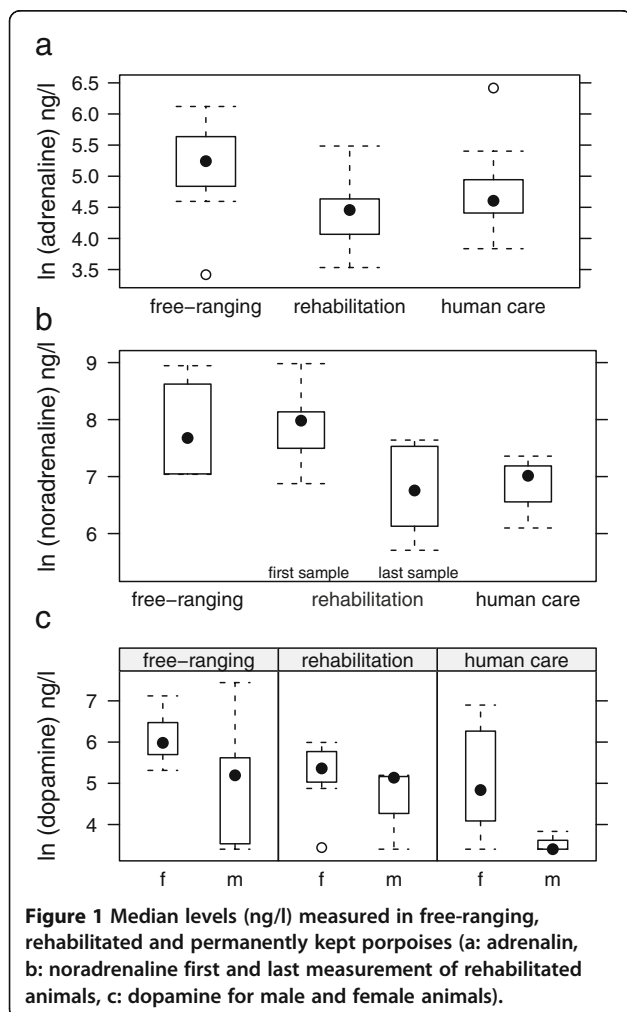 a
ln (adrenaline) ng/l
6.5
6.0
5.5
5.0
4.5
4.0
3.5
free−ranging rehabilitation human care
b
ln (noradrenaline) ng/l
9
8
7
6
first sample last sample
free−ranging rehabilitation human care
c
free−ranging rehabilitation human care
ln (dopamine) ng/l
7
6
5
4
f m f m f m
Figure 1 Median levels (ng/l) measured in free-ranging,
rehabilitated and permanently kept porpoises (a: adrenalin,
b: noradrenaline first and last measurement of rehabilitated
animals, c: dopamine for male and female animals).